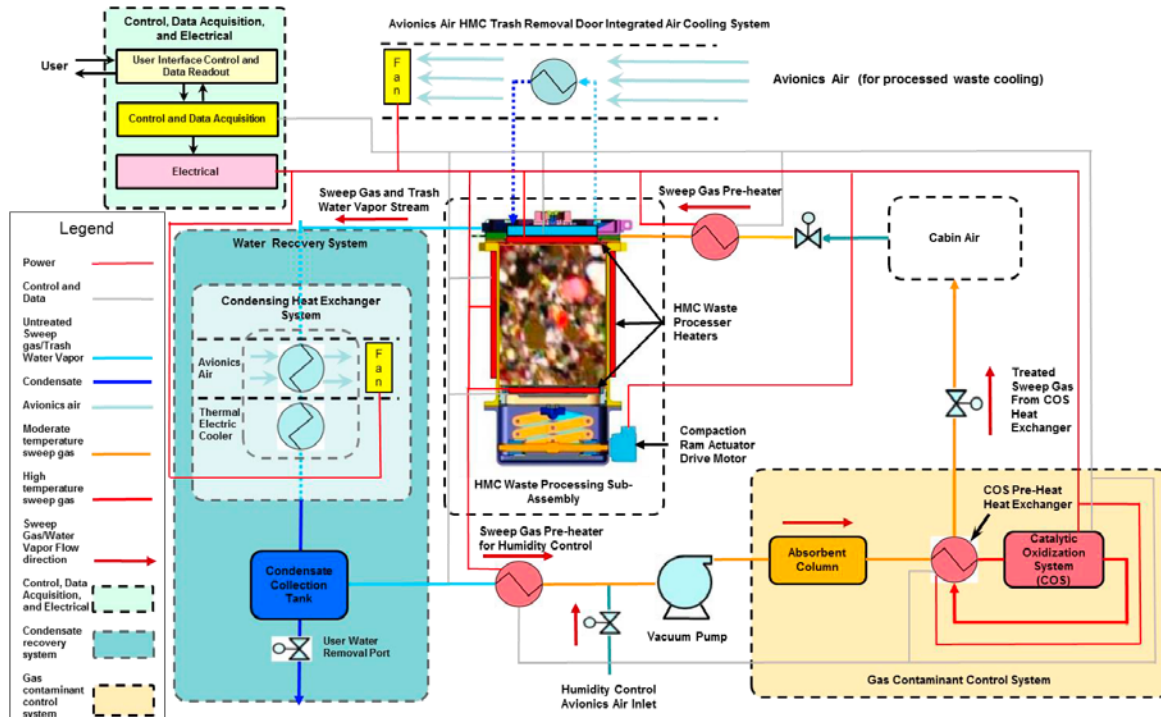 Control, Data Acquisition,
and Electrical
User
User Interface Control and
Data Readout
Control and Data Acquisition
Electrical
Avionics Air HMC Trash Removal Door Integrated Air Cooling System
Fan
Avionics Air (for processed waste cooling)
Legend
Power
Control and
Data
Untreated
Sweep
gas/Trash
Water Vapor
Condensate
Avionics air
Moderate
temperature
sweep gas
High
temperature
sweep gas
Sweep
Gas/Water
Vapor Flow
direction
Control, Data
Acquisition,
and Electrical
Condensate
recovery
system
Gas
contaminant
control
system
Sweep Gas and Trash
Water Vapor Stream
Water Recovery System
Condensing Heat Exchanger
System
Avionics
Air
Fan
Thermal
Electric
Cooler
Condensate
Collection
Tank
User Water
Removal Port
Sweep Gas Pre-heater
Cabin Air
HMC Waste
Processer
Heaters
Compaction
Ram Actuator
Drive Motor
HMC Waste Processing Sub-
Assembly
Treated
Sweep Gas
From COS
Heat
Exchanger
Sweep Gas Pre-heater
for Humidity Control
Vacuum Pump
Humidity Control
Avionics Air Inlet
COS Pre-Heat
Heat Exchanger
Absorbent
Column
Catalytic
Oxidization
System
(COS)
Gas Contaminant Control System